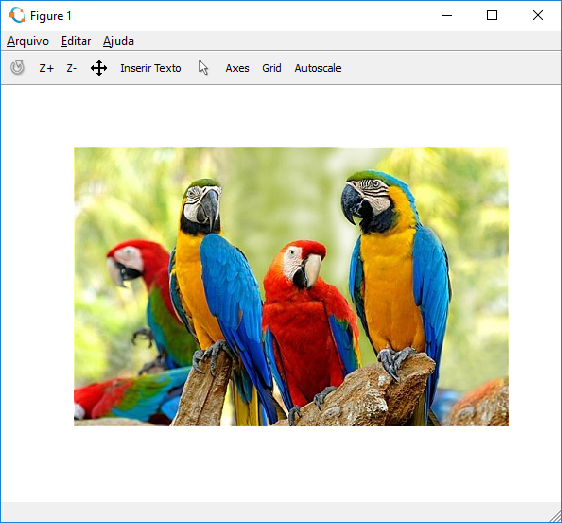 Figure 1
Arquivo Editar Ajuda
Z+ Z- Inserir Texto Axes Grid Autoscale